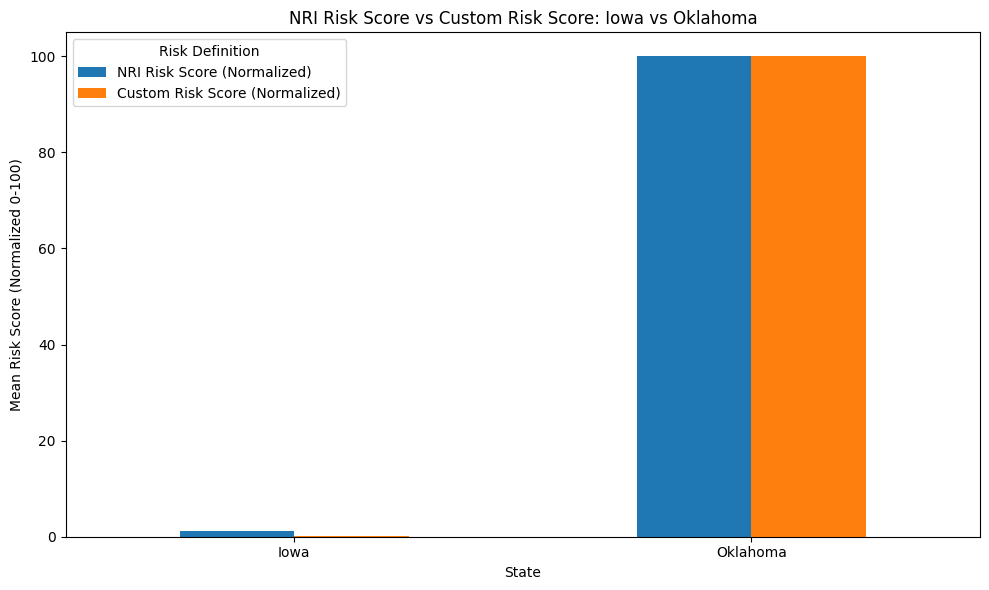 NRI Risk Score vs Custom Risk Score: Iowa vs Oklahoma
Risk Definition
NRI Risk Score (Normalized)
Custom Risk Score (Normalized)
Mean Risk Score (Normalized 0-100)
100
80
60
40
20
0
Iowa
Oklahoma
State